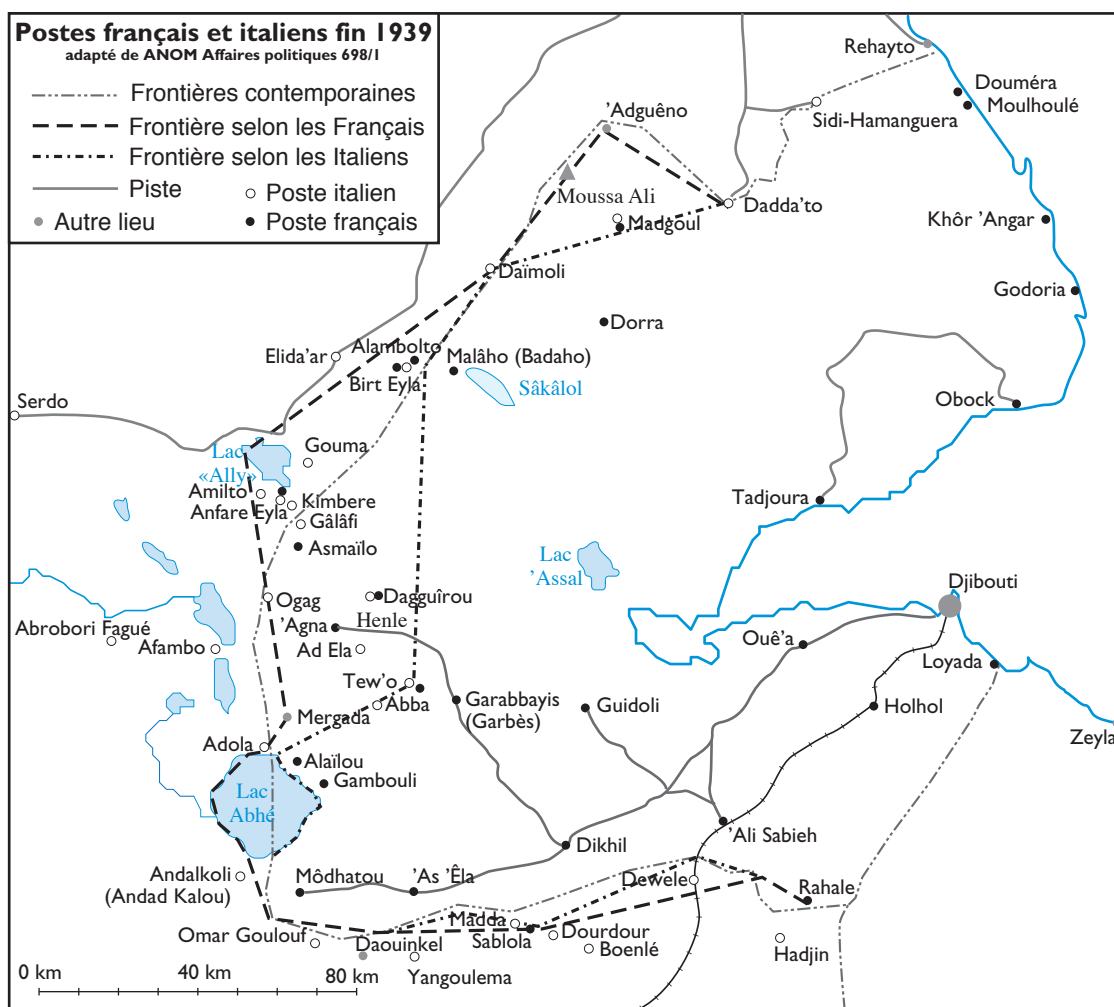 Postes français et italiens fin 1939
adapté de ANOM Affaires politiques 698/1
Frontières contemporaines
Frontière selon les Français
Frontière selon les Italiens
Piste
Poste italien
Autre lieu
Poste français
Rehayto
Douméra
Moulhoulé
'Adguêno
Sidi-Hamanguera
Moussa Ali
Dadda'to
Madgoul
Khôr 'Angar
Daïmoli
Godoria
Dorra
Elida'ar
Alambolto
Malâho (Badaho)
Birt Eyla
Sâkâlol
Serdo
Obock
Lac
«Ally»
Gouma
Amilto
Kimbere
Anfare Eyla
Tadjoura
Gâlâfi
Asmaïlo
Lac
'Assal
Djibouti
Ogag
Dagguîrou
Henle
'Agna
Abrobori Fagué
Afambo
Ad Ela
Ouê'a
Loyada
Tew'o
Abba
Garabbayis
(Garbès)
Guidoli
Holhol
Mergada
Zeyla
Adola
Alaïlou
Gambouli
Lac
Abhé
'Ali Sabieh
Dikhil
Andalkoli
(Andad Kalou)
Môdhatou
'As 'Êla
Dewele
Rahale
Madda
Sablola
Dourdour
Omar Goulouf
Daouinkel
Boenlé
Hadjin
Yangoulema
0 km
40 km
80 km